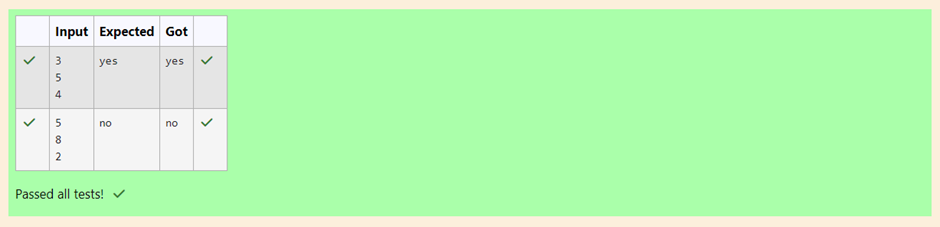 Input Expected Got
3 yes yes
5
4
5 no no
8
2
Passed all tests!